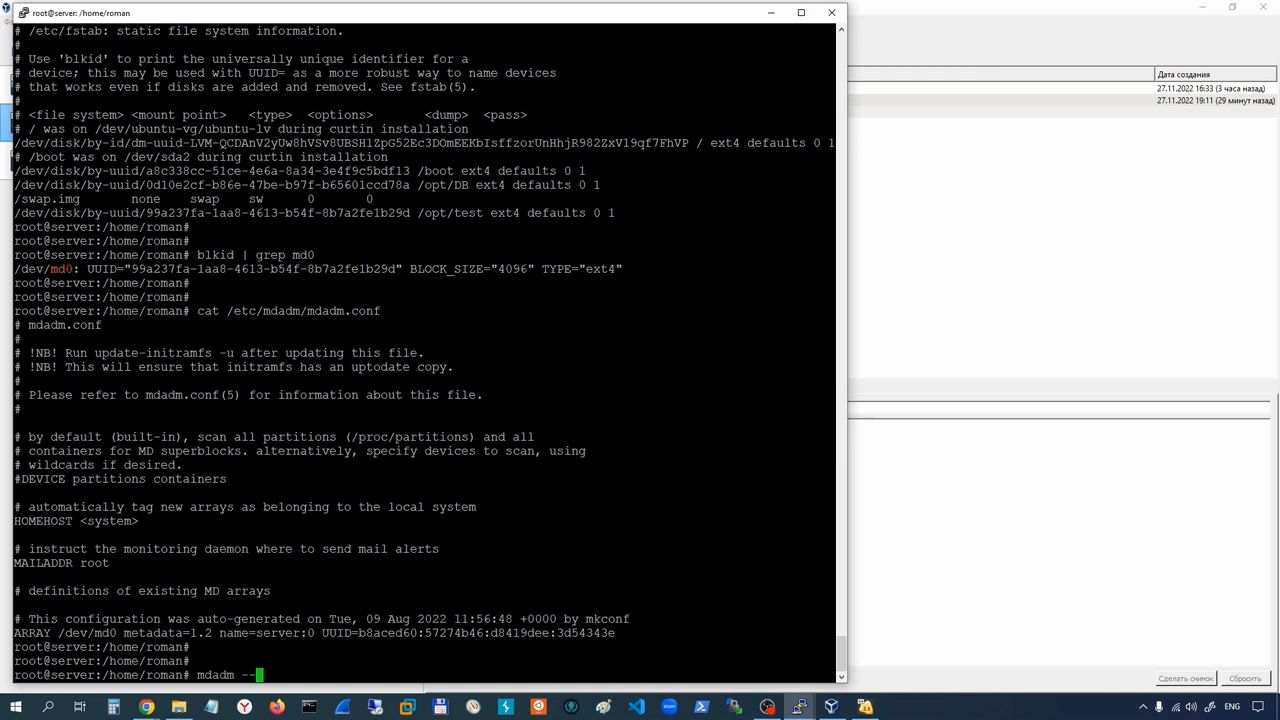 root@server: /home/roman
# /etc/fstab: static file system information.
#
# Use 'blkid' to print the universally unique identifier for a
# device; this may be used with UUID= as a more robust way to name devices
# that works even if disks are added and removed. See fstab(5).
#
# <file system> <mount point>   <type>  <options>       <dump>  <pass>
# / was on /dev/ubuntu-vg/ubuntu-lv during curtin installation
/dev/disk/by-id/dm-uuid-LVM-QCDAnV2yUw8hVSv8UBSH1ZpG52Ec3DOmEEKbIsffzorUnHhjR982ZxV19qf7FhVP / ext4 defaults 0 1
# /boot was on /dev/sda2 during curtin installation
/dev/disk/by-uuid/a8c338cc-51ce-4e6a-8a34-3e4f9c5bdf13 /boot ext4 defaults 0 1
/dev/disk/by-uuid/0d10e2cf-b86e-47be-b97f-b65601ccd78a /opt/DB ext4 defaults 0 1
/swap.img       none    swap    sw      0       0
/dev/disk/by-uuid/99a237fa-1aa8-4613-b54f-8b7a2fe1b29d /opt/test ext4 defaults 0 1
root@server:/home/roman#
root@server:/home/roman#
root@server:/home/roman# blkid | grep md0
/dev/md0: UUID="99a237fa-1aa8-4613-b54f-8b7a2fe1b29d" BLOCK_SIZE="4096" TYPE="ext4"
root@server:/home/roman#
root@server:/home/roman#
root@server:/home/roman# cat /etc/mdadm/mdadm.conf
# mdadm.conf
#
# !NB! Run update-initramfs -u after updating this file.
# !NB! This will ensure that initramfs has an uptodate copy.
#
# Please refer to mdadm.conf(5) for information about this file.
#
# by default (built-in), scan all partitions (/proc/partitions) and all
# containers for MD superblocks. alternatively, specify devices to scan, using
# wildcards if desired.
#DEVICE partitions containers
# automatically tag new arrays as belonging to the local system
HOMEHOST <system>
# instruct the monitoring daemon where to send mail alerts
MAILADDR root
# definitions of existing MD arrays
# This configuration was auto-generated on Tue, 09 Aug 2022 11:56:48 +0000 by mkconf
ARRAY /dev/md0 metadata=1.2 name=server:0 UUID=b8aced60:57274b46:d8419dee:3d54343e
root@server:/home/roman#
root@server:/home/roman#
root@server:/home/roman# mdadm --
Дата создания
27.11.2022 16:33 (3 часа назад)
27.11.2022 19:11 (29 минут назад)
Сделать снимок
Сбросить
ENG